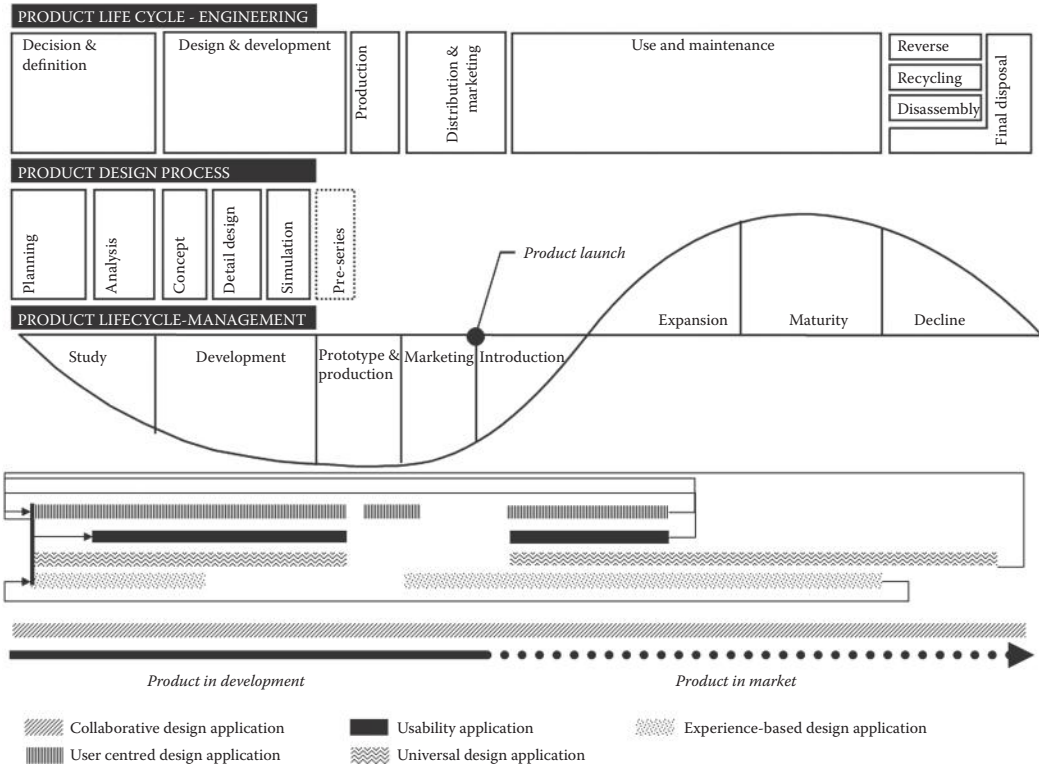 PRODUCT LIFE CYCLE - ENGINEERING
Decision &
definition
Design & development
Production
Distribution &
marketing
Use and maintenance
Reverse
Recycling
Disassembly
Final disposal
PRODUCT DESIGN PROCESS
Planning
Analysis
Concept
Detail design
Simulation
Pre-series
Product launch
PRODUCT LIFECYCLE-MANAGEMENT
Expansion
Maturity
Decline
Study
Development
Prototype &
production
Marketing
Introduction
Product in development
Product in market
Collaborative design application
Usability application
Experience-based design application
User centred design application
Universal design application